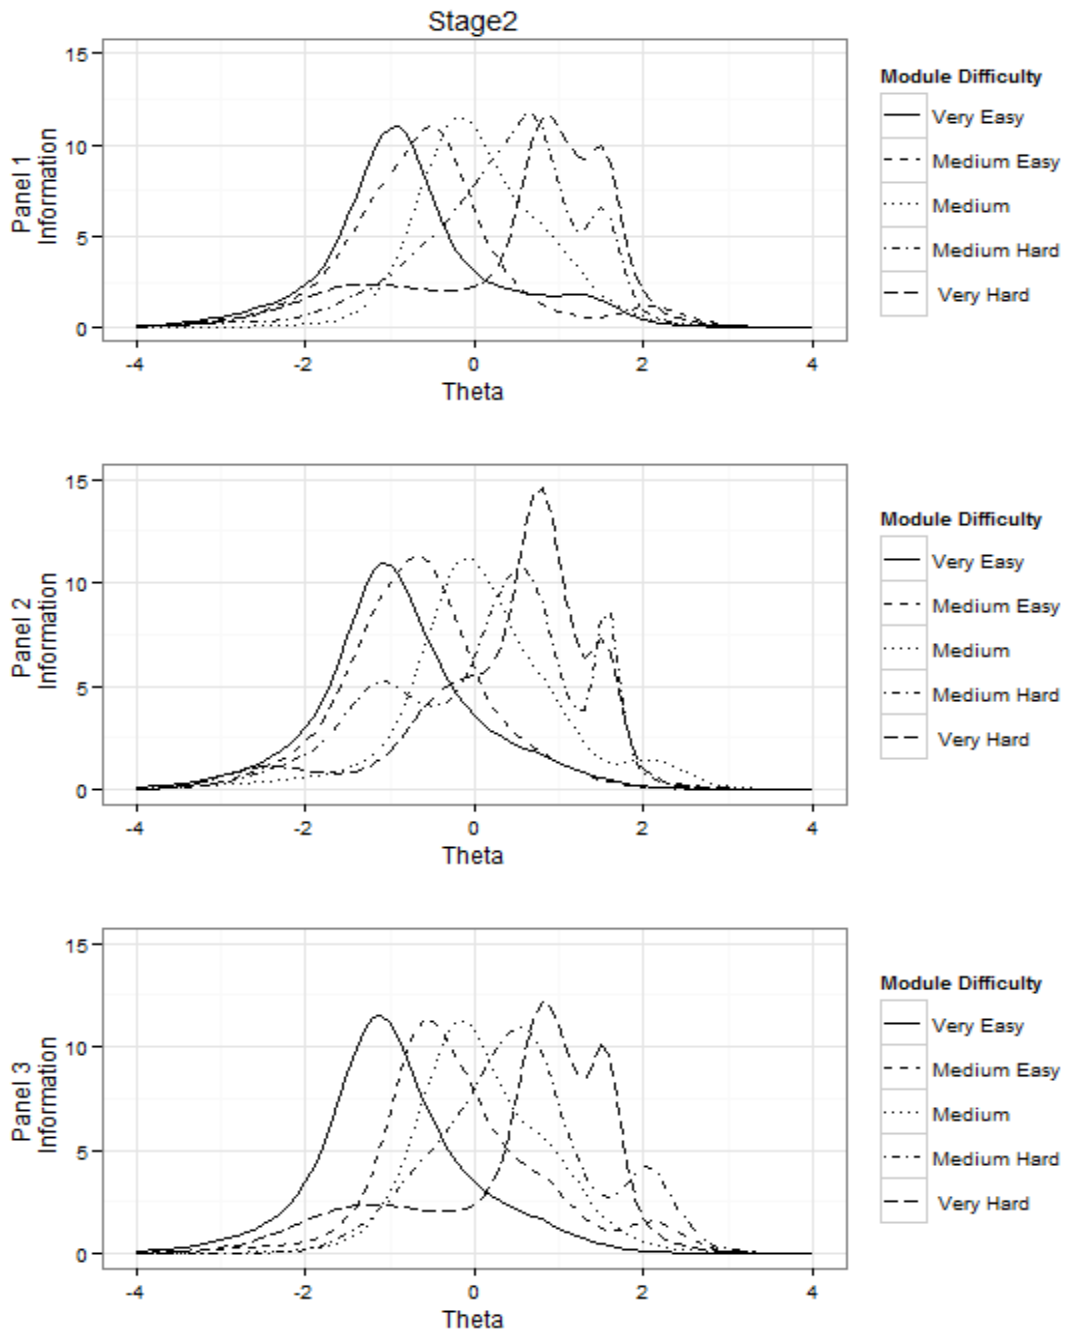 Stage2
15
10
5
0
Panel 1
Information
-4
-2
0
2
4
Theta
Module Difficulty
Very Easy
Medium Easy
Medium
Medium Hard
Very Hard
15
10
5
0
Panel 2
Information
-4
-2
0
2
4
Theta
Module Difficulty
Very Easy
Medium Easy
Medium
Medium Hard
Very Hard
15
10
5
0
Panel 3
Information
-4
-2
0
2
4
Theta
Module Difficulty
Very Easy
Medium Easy
Medium
Medium Hard
Very Hard